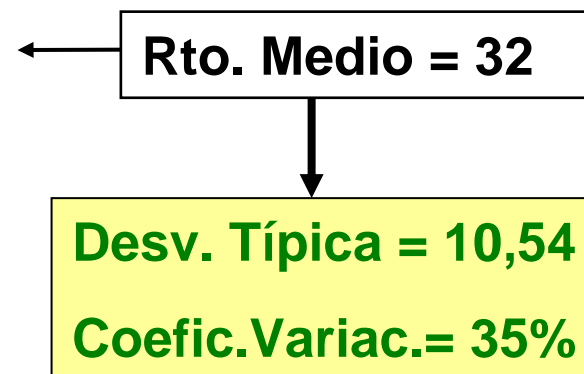 Rto. Medio = 32
Desv. Típica = 10,54
Coefic.Variac.= 35%